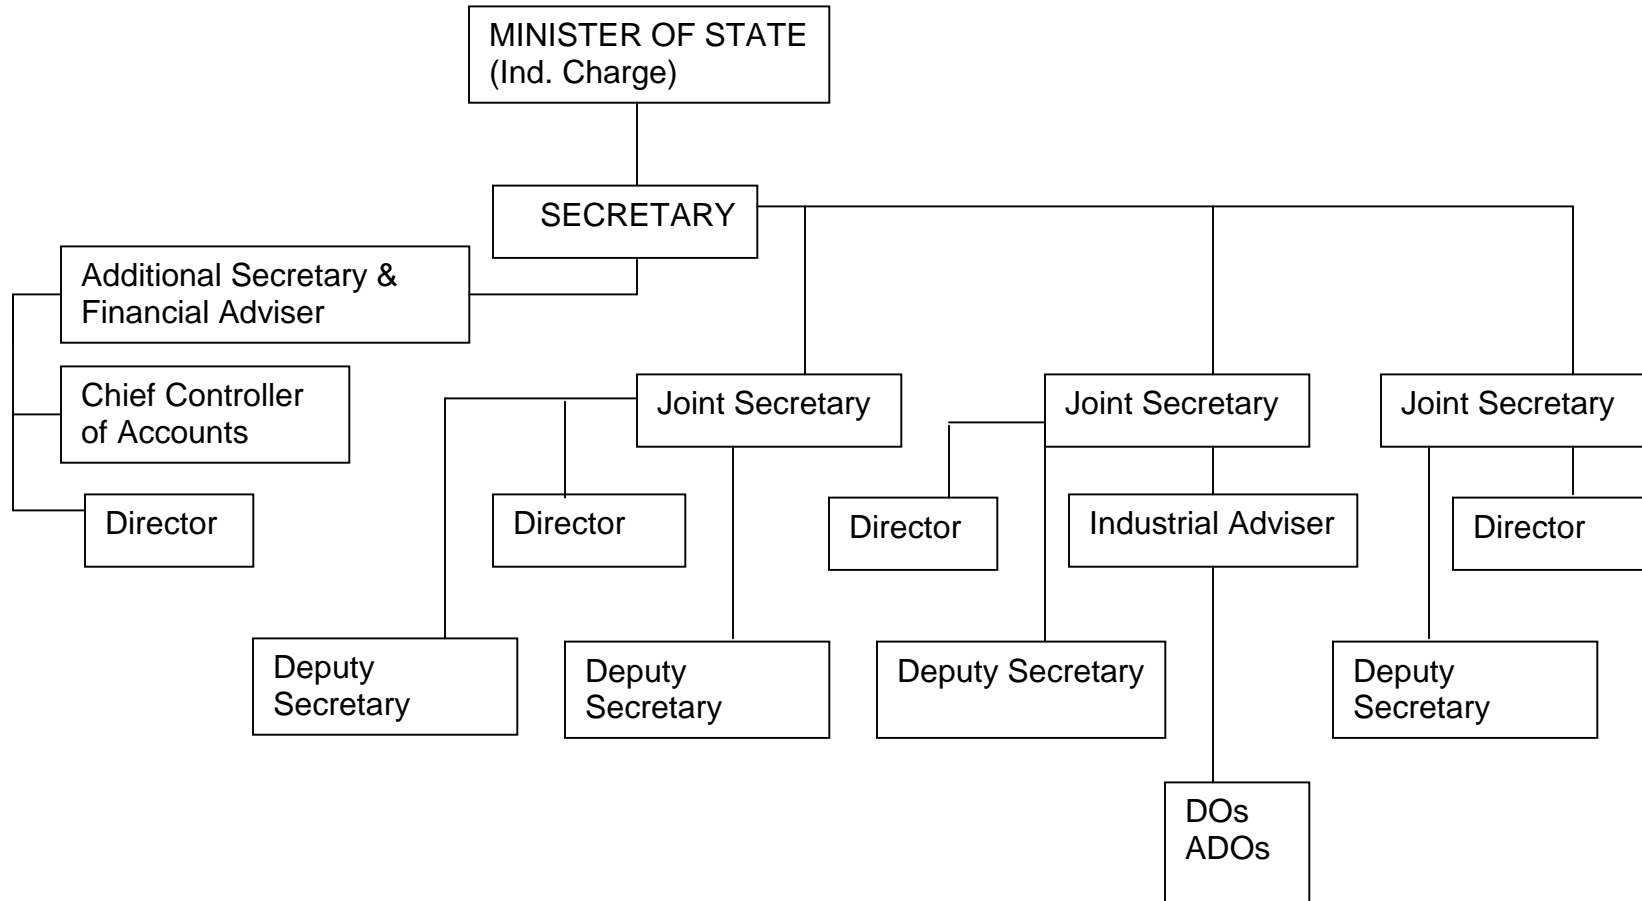 MINISTER OF STATE
(Ind. Charge)
SECRETARY
Additional Secretary &
Financial Adviser
Chief Controller
of Accounts
Joint Secretary
Joint Secretary
Joint Secretary
Director
Director
Director
Industrial Adviser
Director
Deputy
Secretary
Deputy
Secretary
Deputy Secretary
Deputy
Secretary
DOs
ADOs